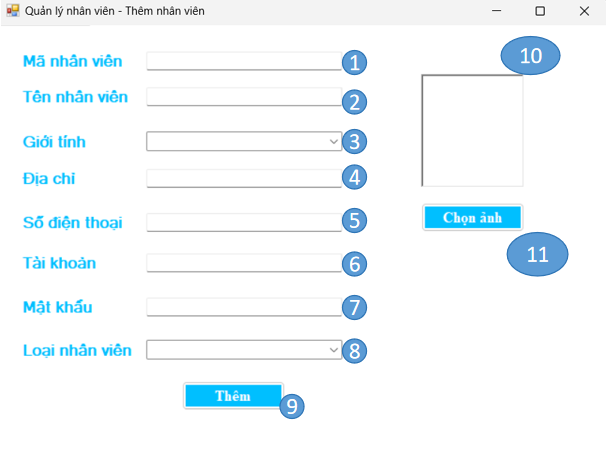 Quản lý nhân viên - Thêm nhân viên
Mã nhân viên 1
10
Tên nhân viên 2
Giới tính 3
Địa chỉ 4
Số điện thoại 5
Chọn ảnh
11
Tài khoản 6
Mật khẩu 7
Loại nhân viên 8
Thêm
9